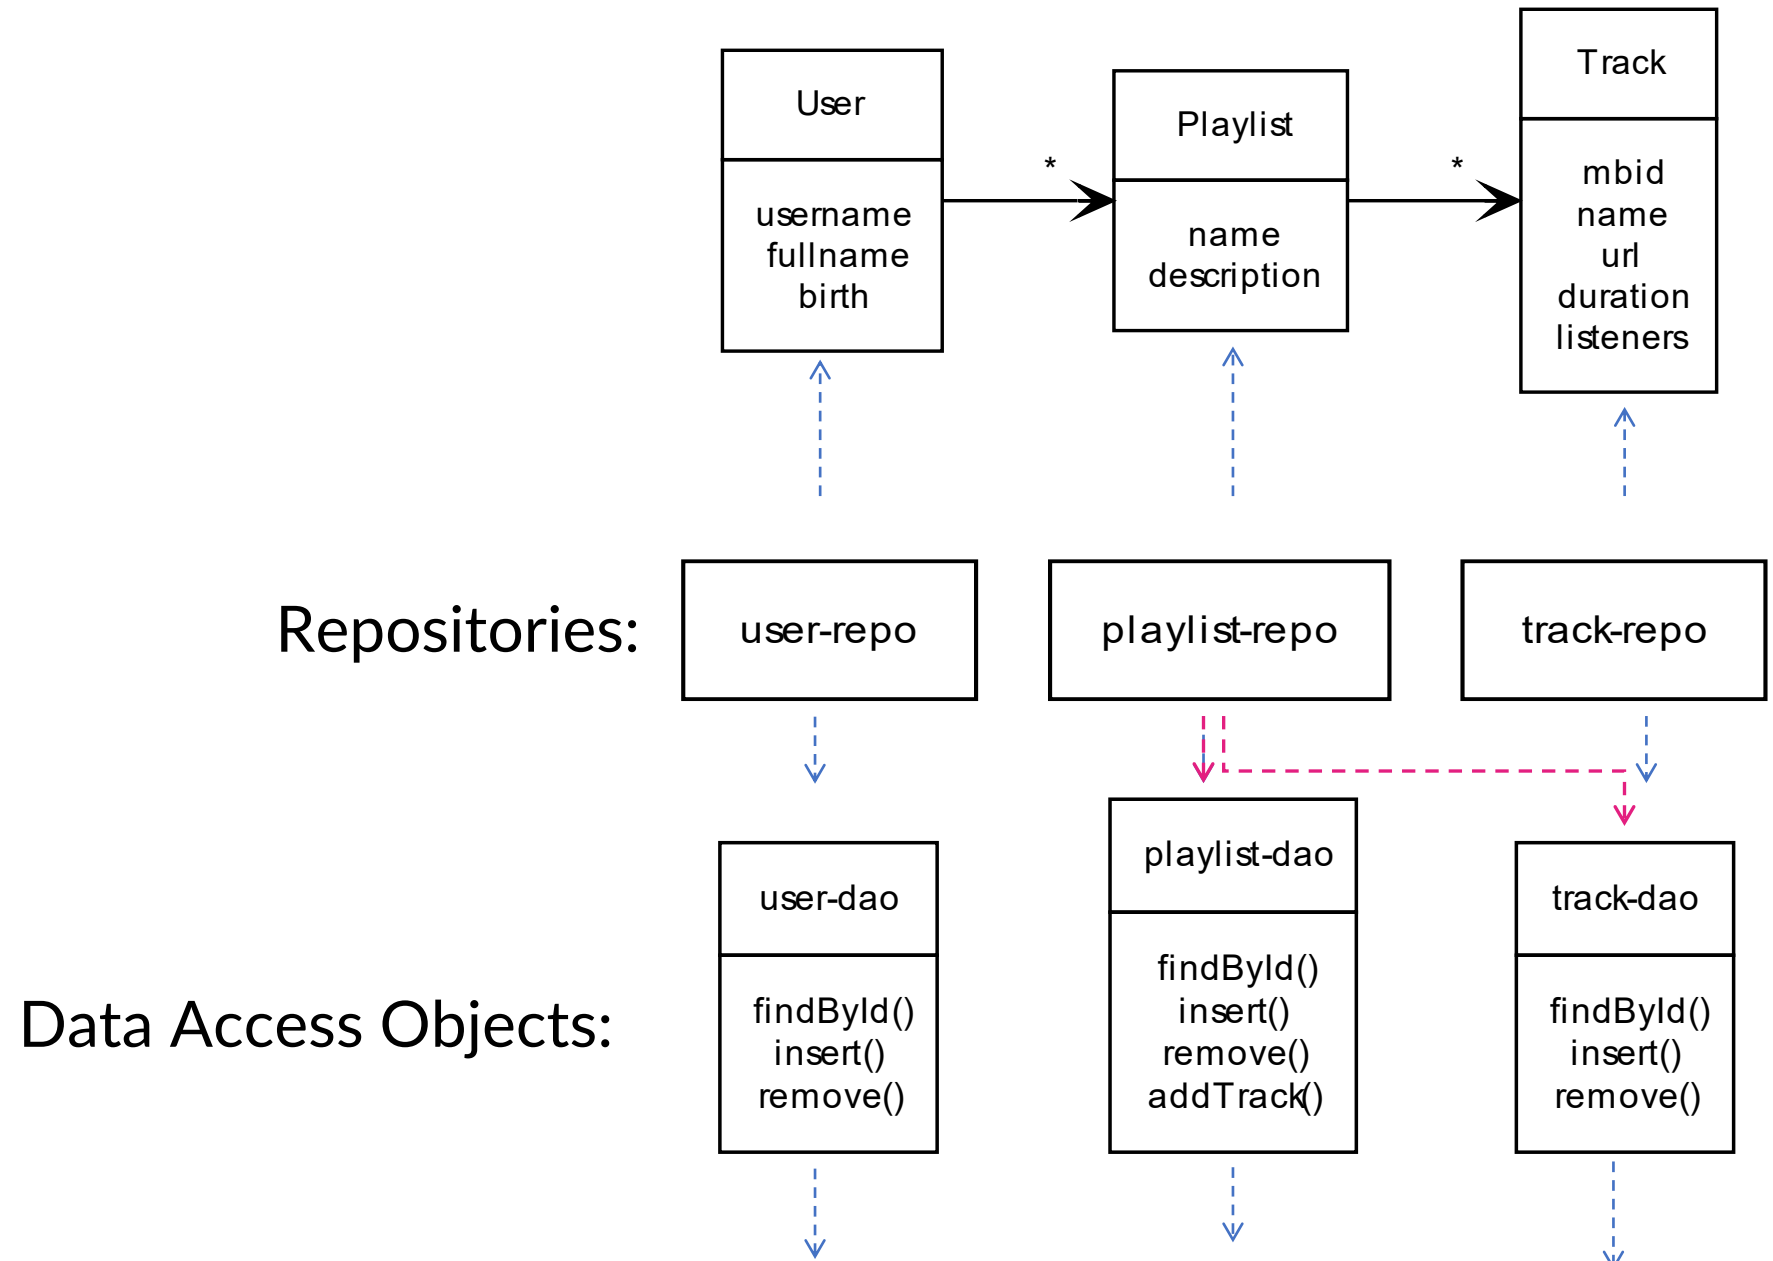 User
username
fullname
birth
*
Playlist
name
description
*
Track
mbid
name
url
duration
listeners
Repositories:
user-repo
playlist-repo
track-repo
Data Access Objects:
user-dao
findById()
insert()
remove()
playlist-dao
findById()
insert()
remove()
addTrack()
track-dao
findById()
insert()
remove()